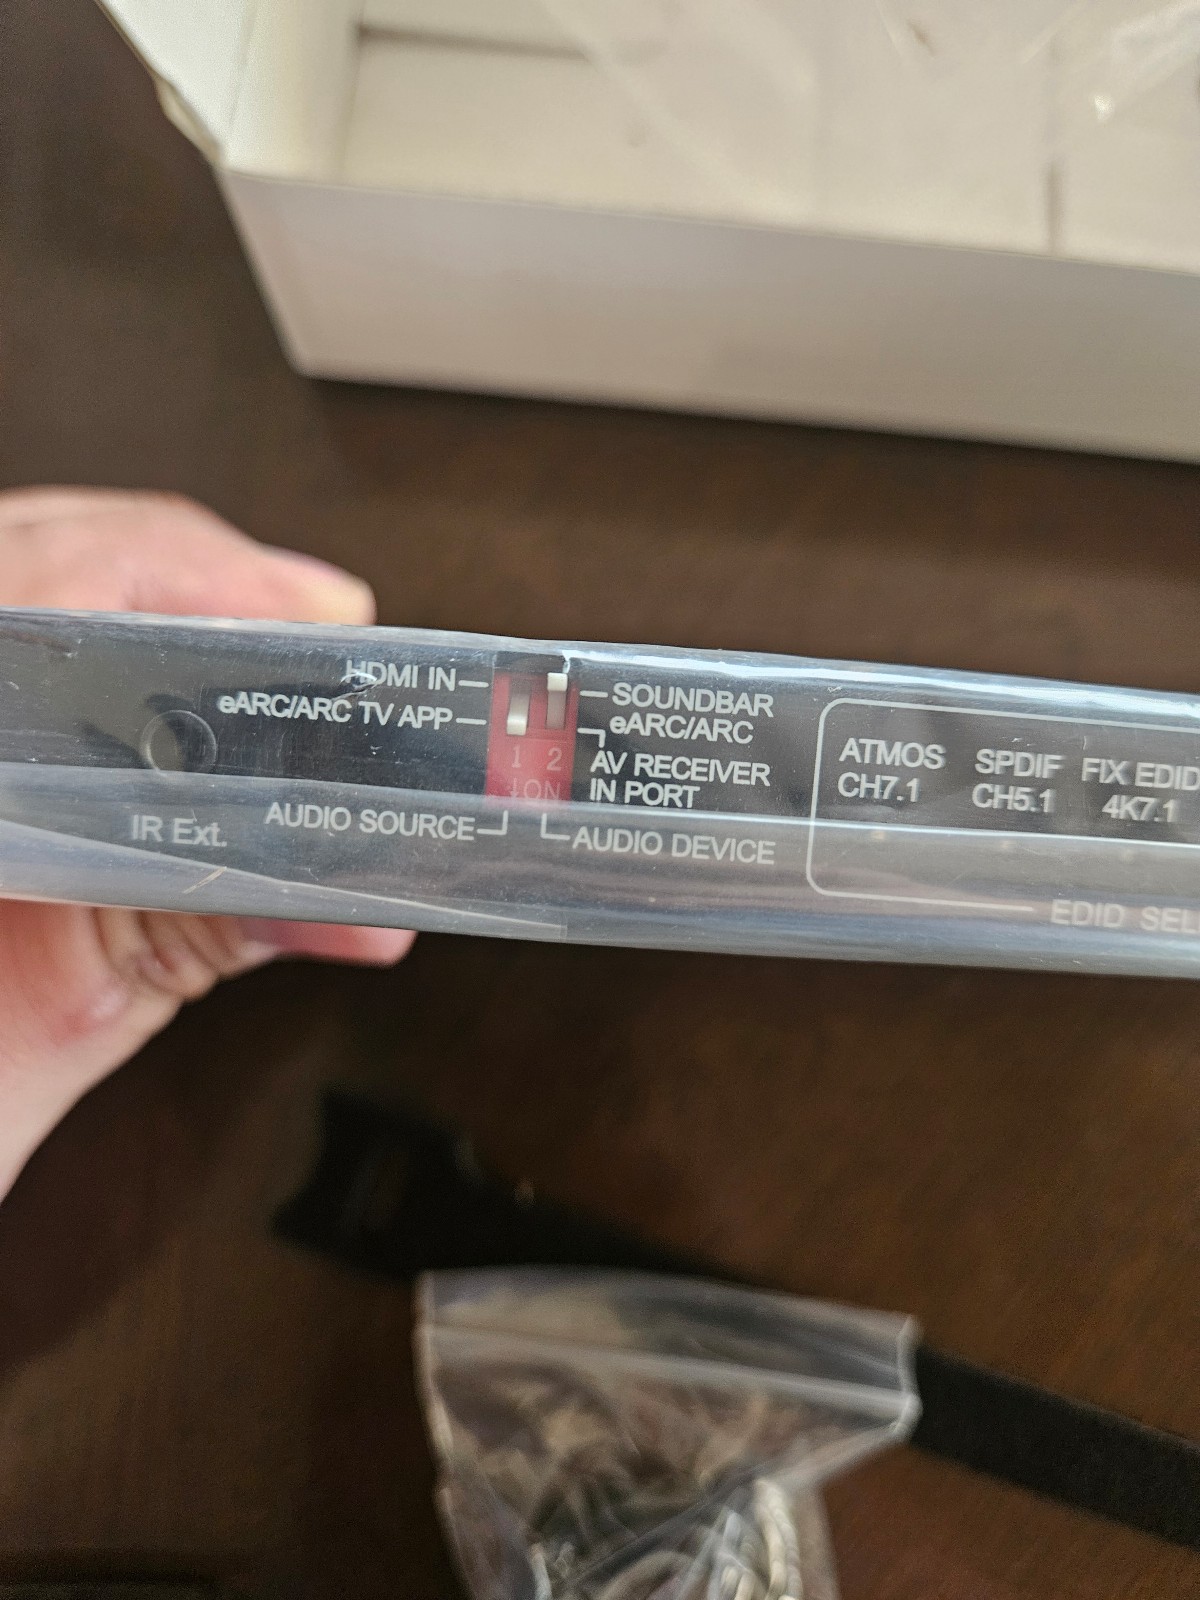 HDMI IN
eARC/ARC TV APP
1 2
↓ON
SOUNDBAR
eARC/ARC
AV RECEIVER
IN PORT
IR Ext.
AUDIO SOURCE
AUDIO DEVICE
ATMOS
CH7.1
SPDIF
CH5.1
FIX EDID
4K7.1
EDID SEL